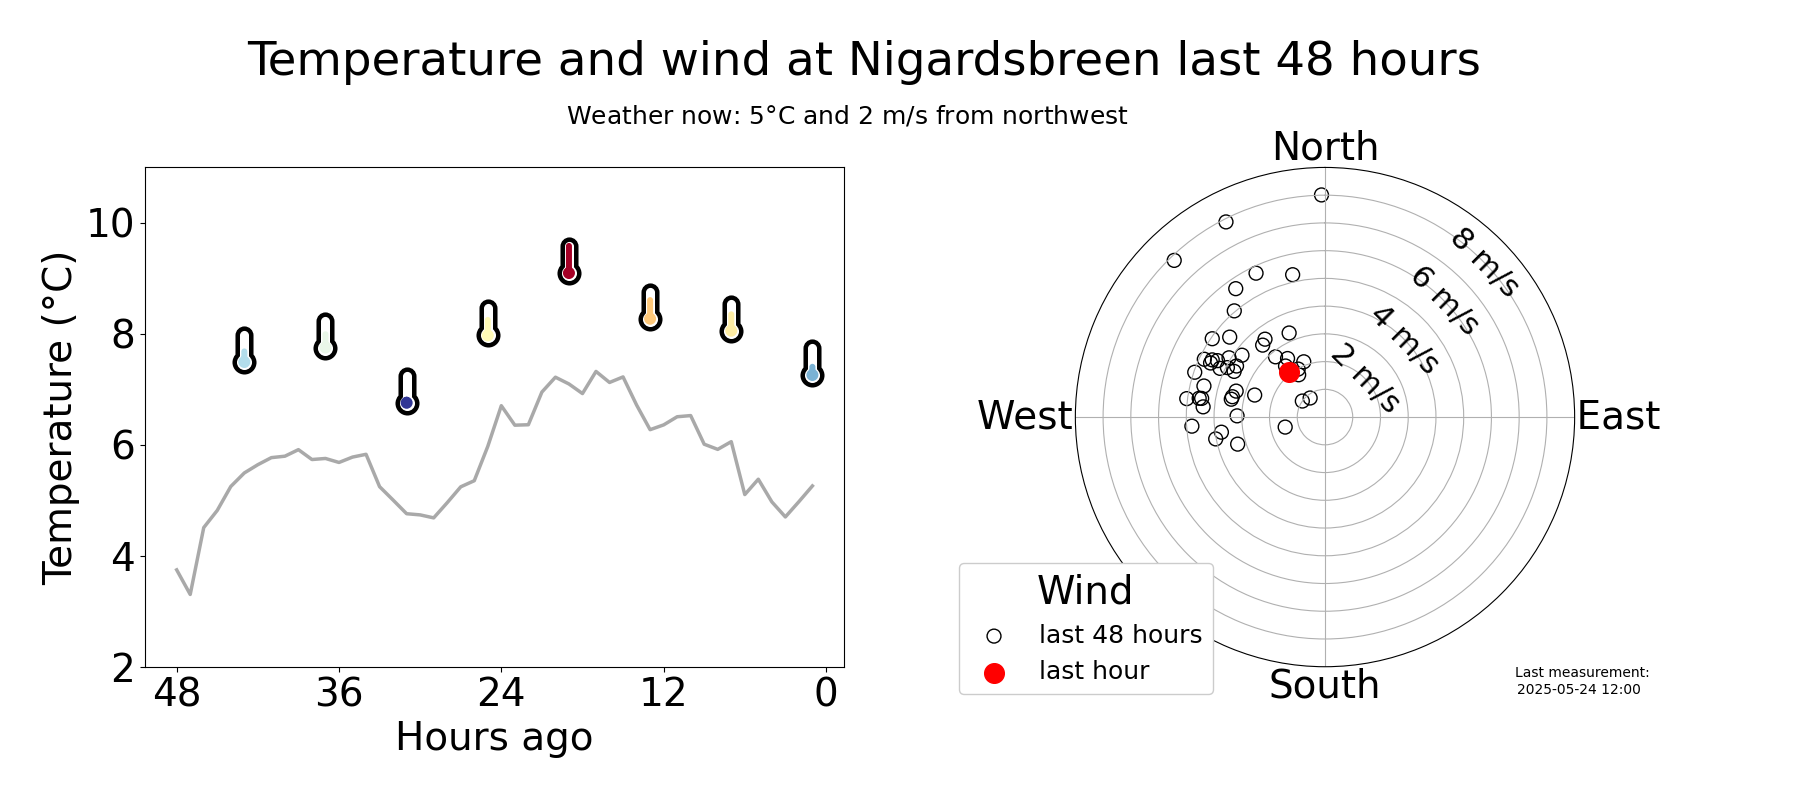 Temperature and wind at Nigardsbreen last 48 hours
Weather now: 5°C and 2 m/s from northwest
Temperature (°C)
10
8
6
4
2
48 36 24 12 0
Hours ago
North
West
East
South
8 m/s
6 m/s
4 m/s
2 m/s
Wind
last 48 hours
last hour
Last measurement:
2025-05-24 12:00